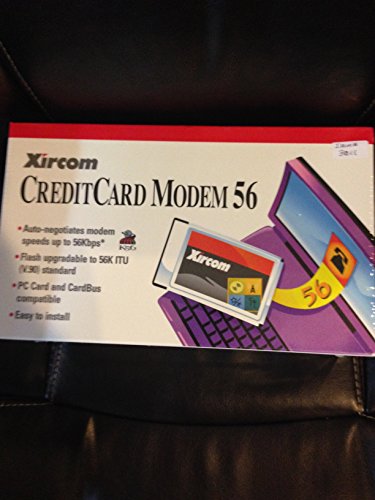 Xircom
CREDITCARD MODEM 56
• Auto-negotiates modem
speeds up to 56Kbps*
K56
• Flash upgradable to 56K ITU
(V.90) standard
• PC Card and CardBus
compatible
• Easy to install
Xircom
56